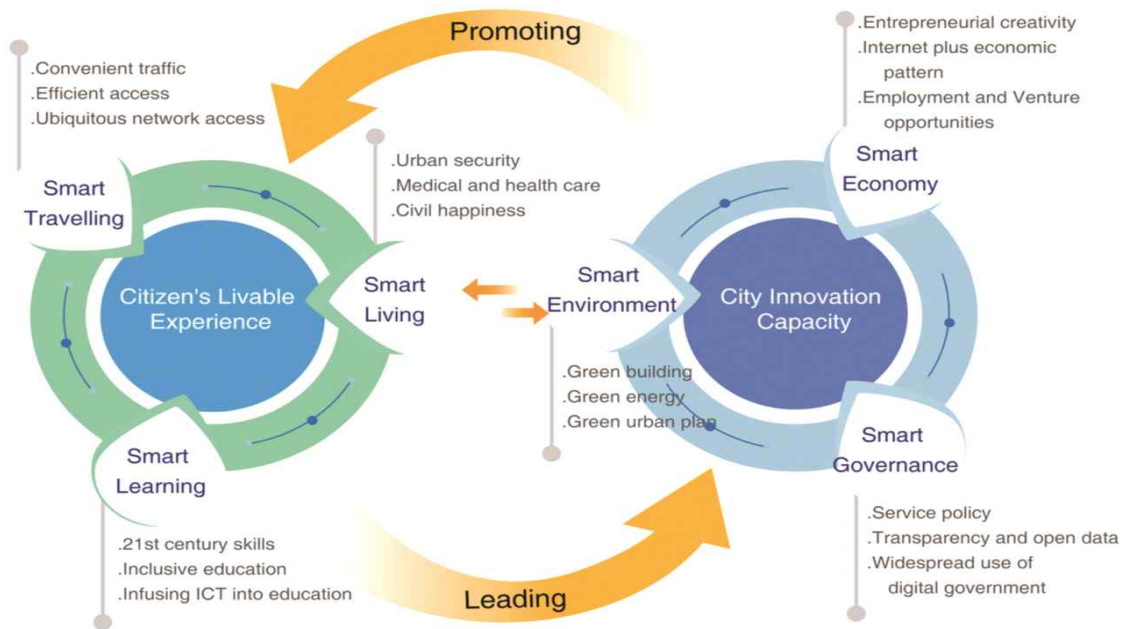 Promoting
.Convenient traffic
.Efficient access
.Ubiquitous network access
Smart
Travelling
.Urban security
.Medical and health care
.Civil happiness
Smart
Living
Citizen's Livable
Experience
Smart
Learning
.21st century skills
.Inclusive education
.Infusing ICT into education
.Entrepreneurial creativity
.Internet plus economic
pattern
.Employment and Venture
opportunities
Smart
Economy
Smart
Environment
City Innovation
Capacity
.Green building
.Green energy
.Green urban plan
Smart
Governance
.Service policy
.Transparency and open data
.Widespread use of
digital government
Leading